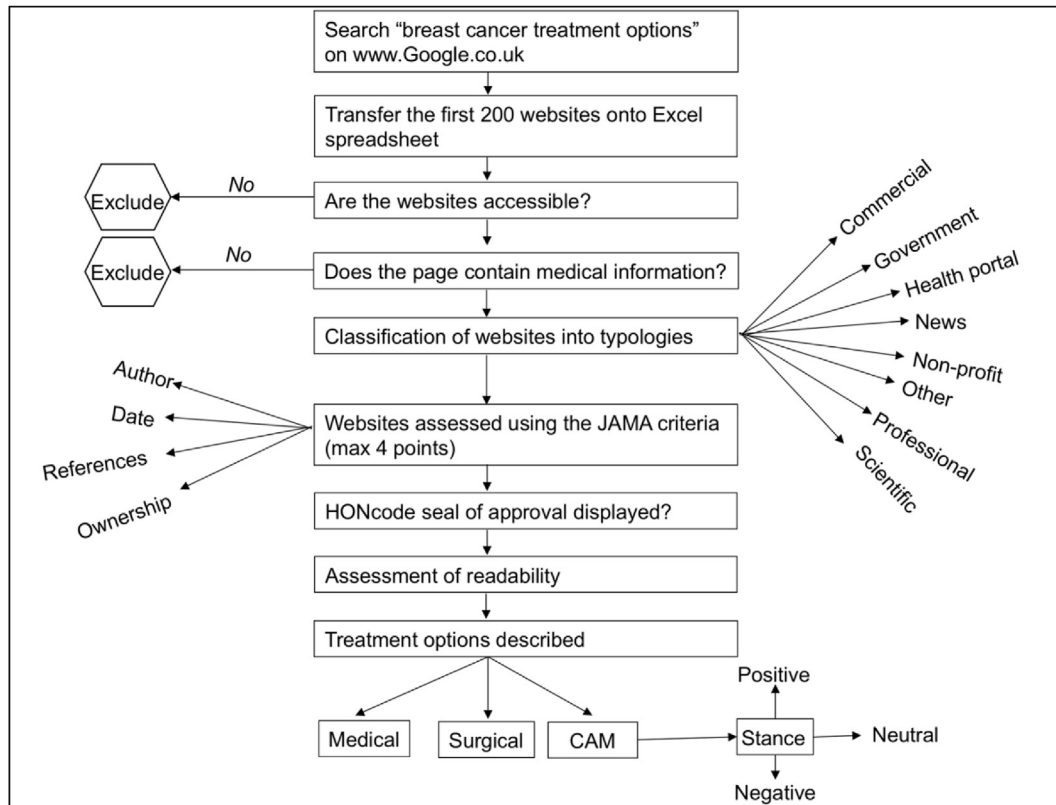 Search “breast cancer treatment options”
on www.Google.co.uk
Transfer the first 200 websites onto Excel
spreadsheet
Exclude
No
Are the websites accessible?
Exclude
No
Does the page contain medical information?
Classification of websites into typologies
Commercial
Government
Health portal
News
Non-profit
Other
Professional
Scientific
Author
Date
References
Ownership
Websites assessed using the JAMA criteria
(max 4 points)
HONcode seal of approval displayed?
Assessment of readability
Treatment options described
Medical
Surgical
CAM
Stance
Positive
Neutral
Negative